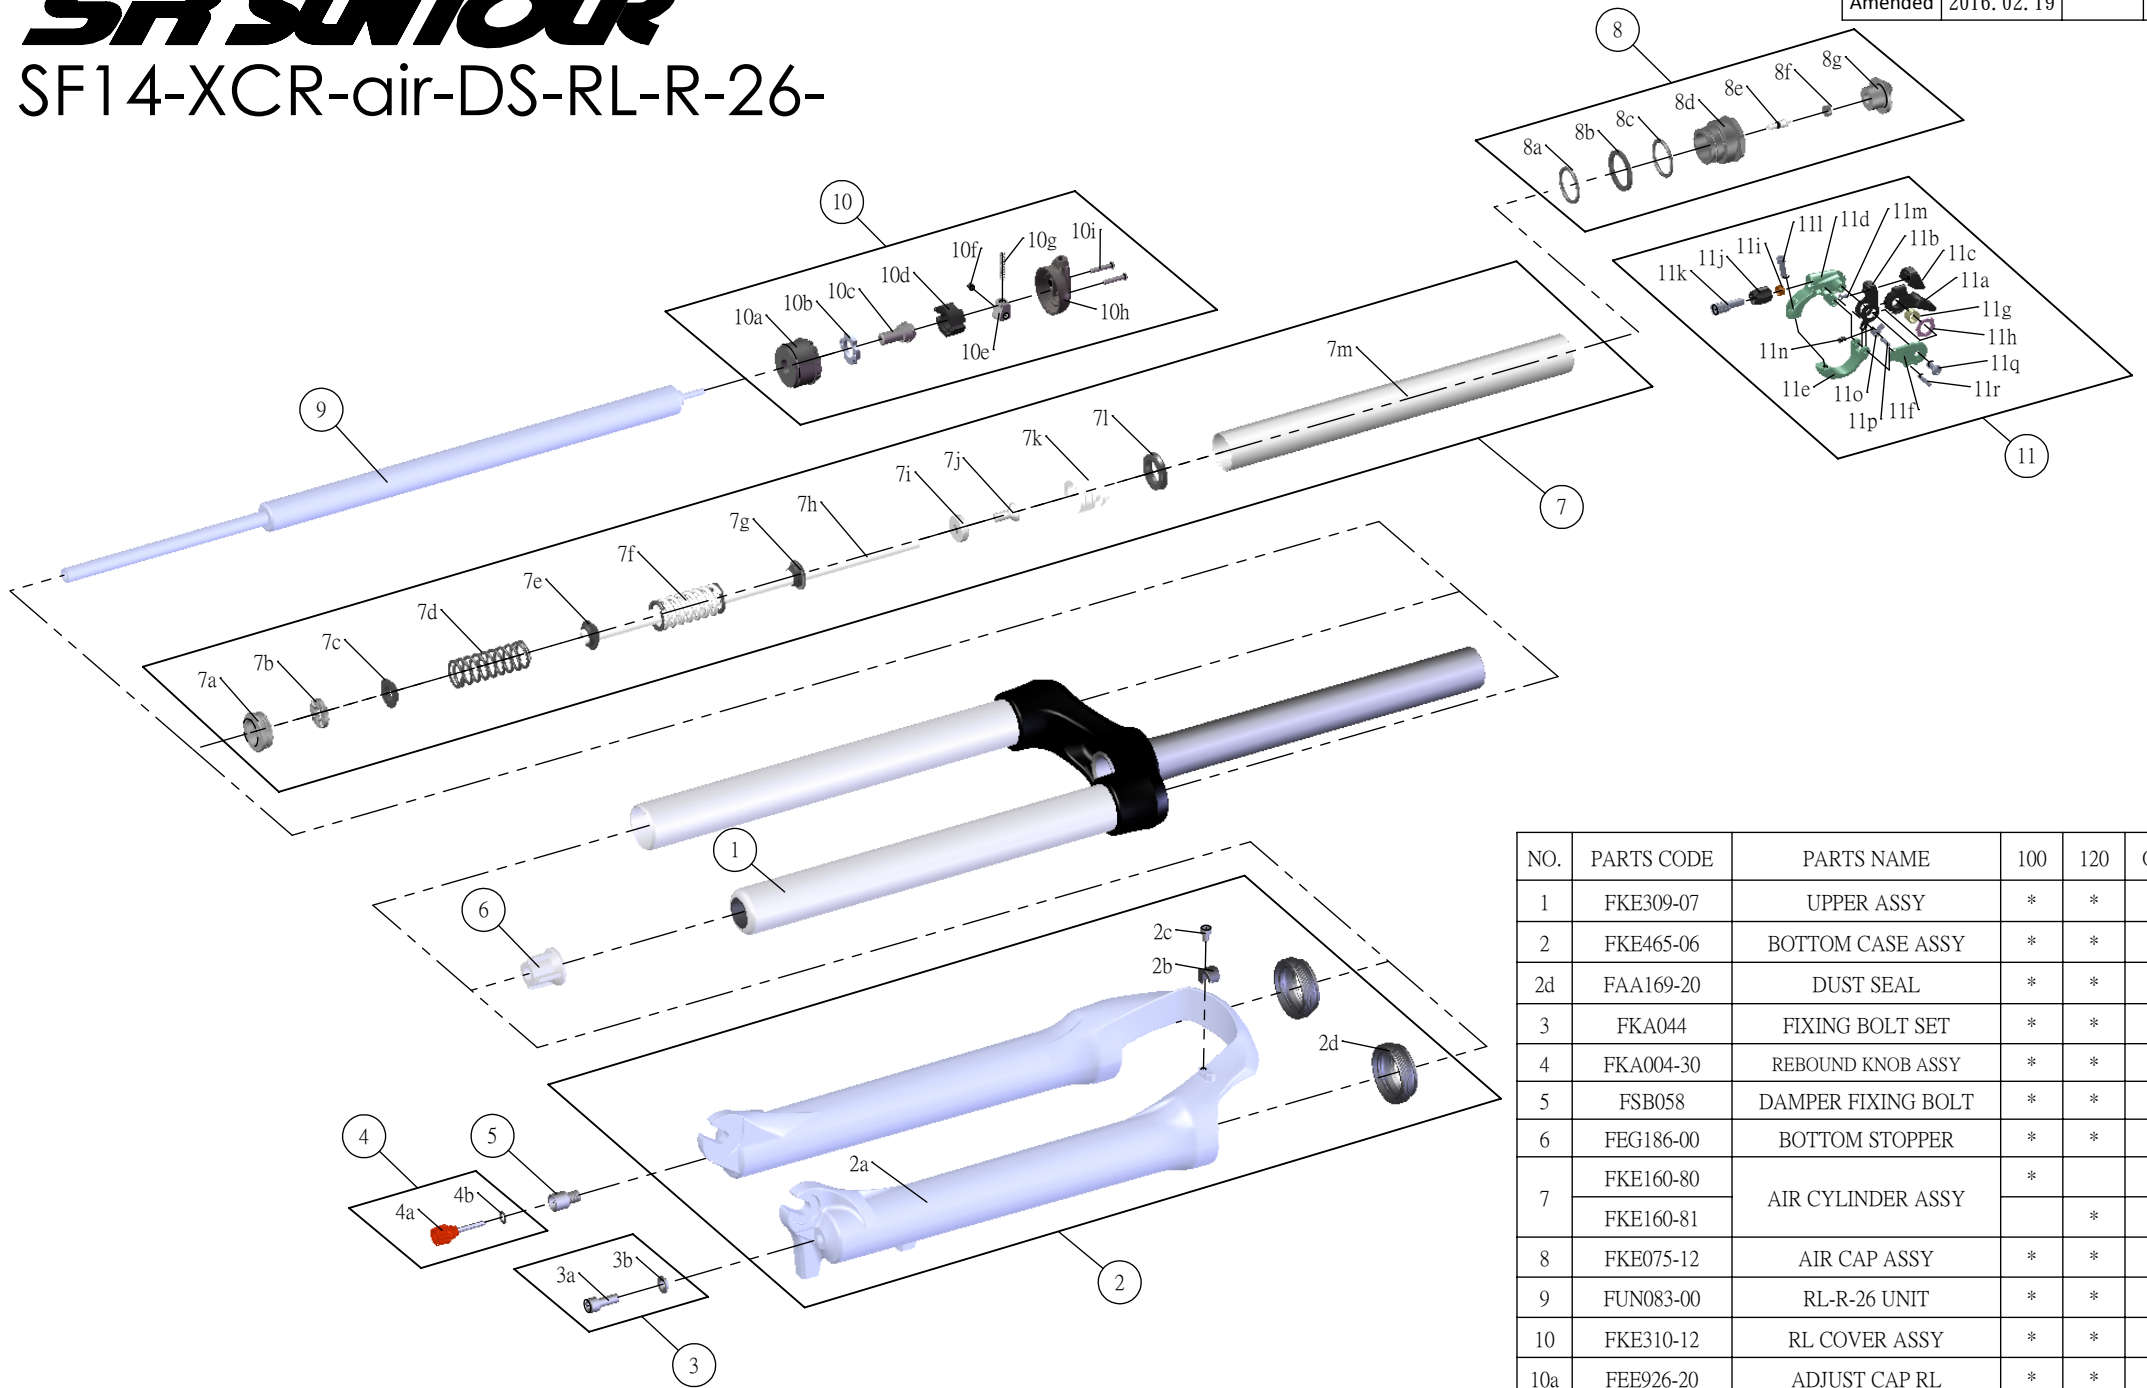 SR SUNTOUR
SF14-XCR-air-DS-RL-R-26-
Amended 2016.02.19
8
8a 8b 8c 8d 8e 8f 8g
10
10a 10b 10c 10d 10e 10f 10g 10h 10i
11k 11j 11i 11l 11d 11m 11b 11c 11a 11g 11h 11n 11e 11o 11p 11f 11q 11r
11
9
7m
7
7a 7b 7c 7d 7e 7f 7g 7h 7i 7j 7k 7l
1
6
2c
2b
2d
2a
2
4
4a 4b
5
3a 3b
3
NO. PARTS CODE PARTS NAME 100 120
1 FKE309-07 UPPER ASSY * *
2 FKE465-06 BOTTOM CASE ASSY * *
2d FAA169-20 DUST SEAL * *
3 FKA044 FIXING BOLT SET * *
4 FKA004-30 REBOUND KNOB ASSY * *
5 FSB058 DAMPER FIXING BOLT * *
6 FEG186-00 BOTTOM STOPPER * *
7 FKE160-80 AIR CYLINDER ASSY *
FKE160-81 *
8 FKE075-12 AIR CAP ASSY * *
9 FUN083-00 RL-R-26 UNIT * *
10 FKE310-12 RL COVER ASSY * *
10a FEE926-20 ADJUST CAP RL * *